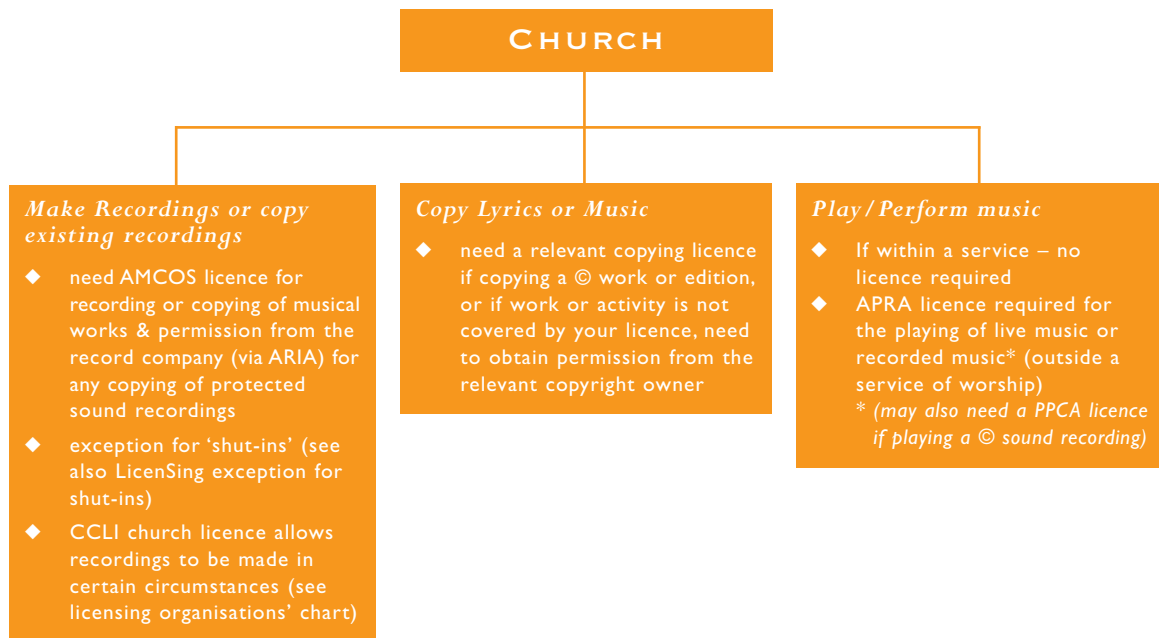 CHURCH
Make Recordings or copy
existing recordings
◆ need AMCOS licence for
recording or copying of musical
works & permission from the
record company (via ARIA) for
any copying of protected
sound recordings
◆ exception for ‘shut-ins’ (see
also LicenSing exception for
shut-ins)
◆ CCLI church licence allows
recordings to be made in
certain circumstances (see
licensing organisations’ chart)
Copy Lyrics or Music
◆ need a relevant copying licence
if copying a © work or edition,
or if work or activity is not
covered by your licence, need
to obtain permission from the
relevant copyright owner
Play/Perform music
◆ If within a service – no
licence required
◆ APRA licence required for
the playing of live music or
recorded music* (outside a
service of worship)
* (may also need a PPCA licence
if playing a © sound recording)